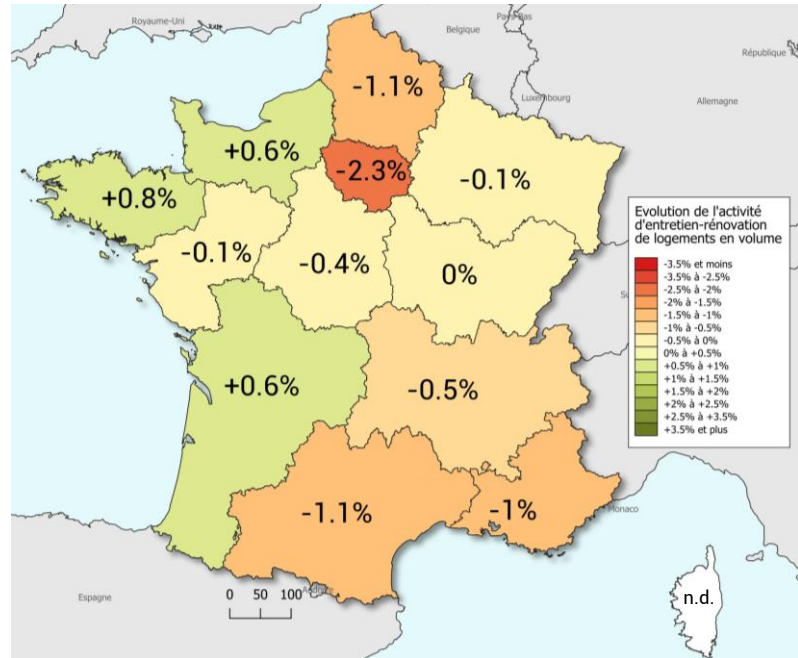 Royaume-Uni
Belgique
Pays-Bas
République T
Luxembourg
Allemagne
-1.1%
+0.6%
-2.3%
-0.1%
+0.8%
-0.1%
-0.4%
0%
+0.6%
-0.5%
-1.1%
-1%
Evolution de l'activité
d'entretien-rénovation
de logements en volume
-3.5% et moins
-3.5% à -2.5%
-2.5% à -2%
-2% à -1.5%
-1.5% à -1%
-1% à -0.5%
-0.5% à 0%
0% à +0.5%
+0.5% à +1%
+1% à +1.5%
+1.5% à +2%
+2% à +2.5%
+2.5% à +3.5%
+3.5% et plus
Monaco
Espagne
0 50 100
n.d.